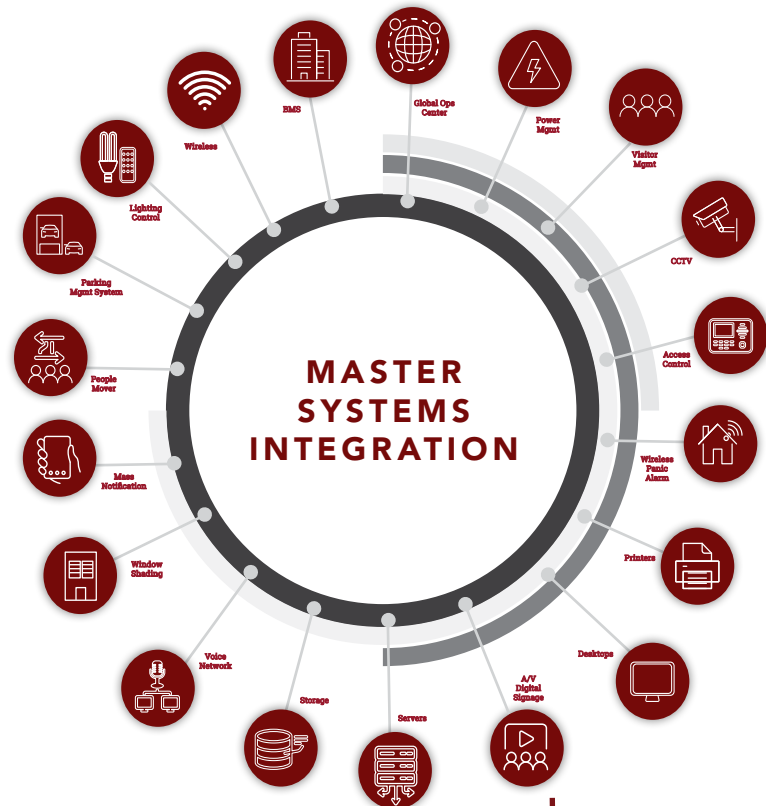 Global Ops
Center
Power
Mgmt
Visitor
Mgmt
CCTV
Access
Control
Wireless
Panic
Alarm
Printers
Desktops
A/V
Digital
Signage
Servers
Storage
Voice
Network
Window
Shading
Mass
Notification
People
Mover
Parking
Mgmt System
Lighting
Control
Wireless
BMS
MASTER
SYSTEMS
INTEGRATION